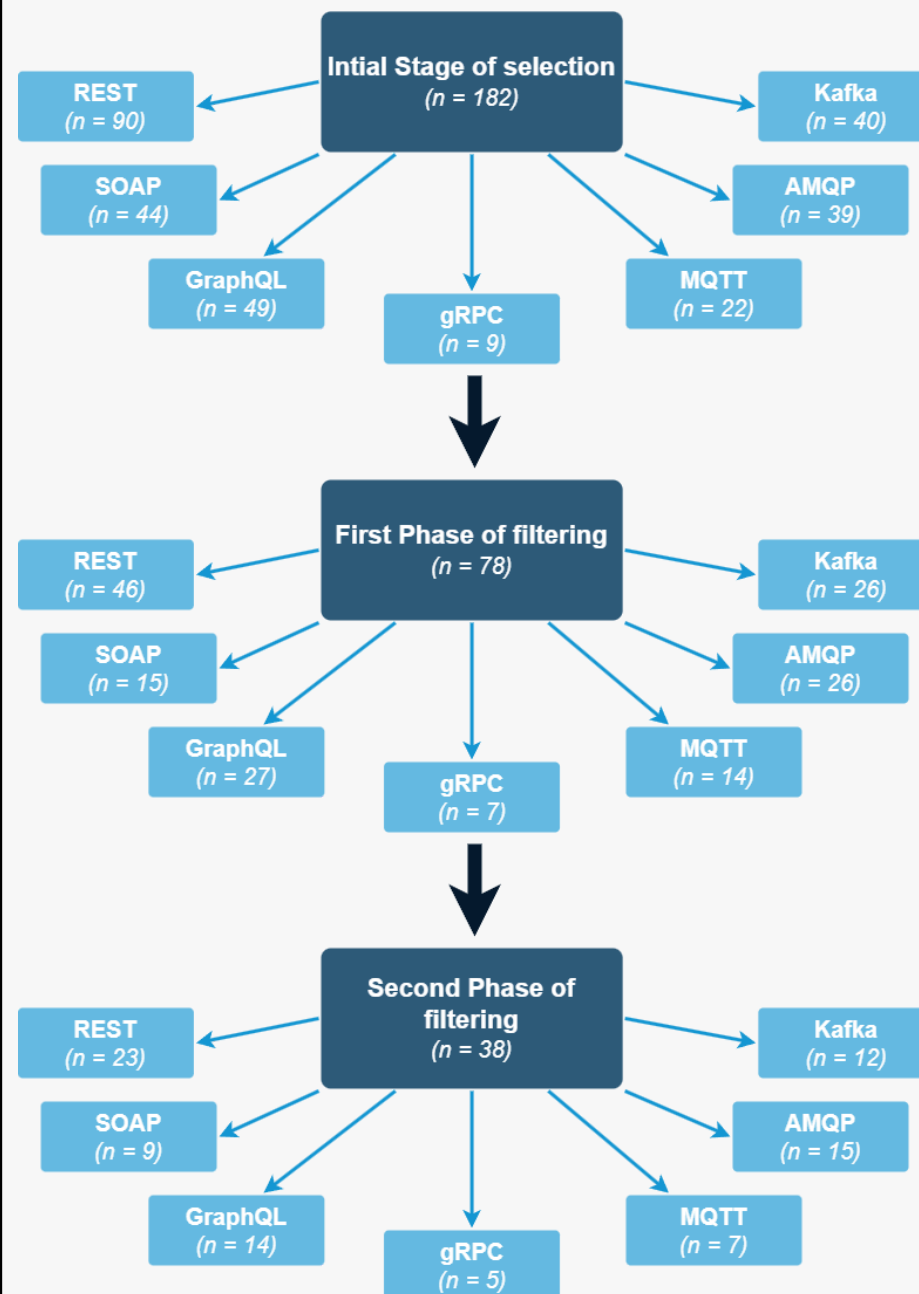 Intial Stage of selection
(n = 182)
REST
(n = 90)
Kafka
(n = 40)
SOAP
(n = 44)
AMQP
(n = 39)
GraphQL
(n = 49)
MQTT
(n = 22)
gRPC
(n = 9)
First Phase of filtering
(n = 78)
REST
(n = 46)
Kafka
(n = 26)
SOAP
(n = 15)
AMQP
(n = 26)
GraphQL
(n = 27)
MQTT
(n = 14)
gRPC
(n = 7)
Second Phase of
filtering
(n = 38)
REST
(n = 23)
Kafka
(n = 12)
SOAP
(n = 9)
AMQP
(n = 15)
GraphQL
(n = 14)
MQTT
(n = 7)
gRPC
(n = 5)